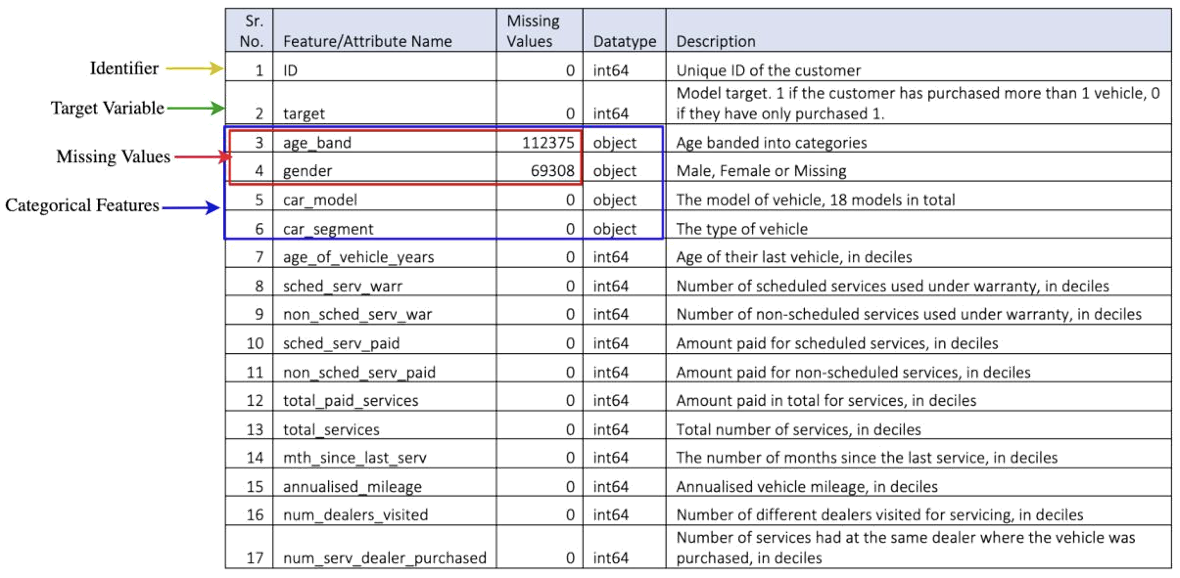 Sr. No. Feature/Attribute Name Missing Values Datatype Description
Identifier 1 ID 0 int64 Unique ID of the customer
Target Variable 2 target 0 int64 Model target. 1 if the customer has purchased more than 1 vehicle, 0 if they have only purchased 1.
3 age_band 112375 object Age banded into categories
Missing Values 4 gender 69308 object Male, Female or Missing
Categorical Features 5 car_model 0 object The model of vehicle, 18 models in total
6 car_segment 0 object The type of vehicle
7 age_of_vehicle_years 0 int64 Age of their last vehicle, in deciles
8 sched_serv_warr 0 int64 Number of scheduled services used under warranty, in deciles
9 non_sched_serv_war 0 int64 Number of non-scheduled services used under warranty, in deciles
10 sched_serv_paid 0 int64 Amount paid for scheduled services, in deciles
11 non_sched_serv_paid 0 int64 Amount paid for non-scheduled services, in deciles
12 total_paid_services 0 int64 Amount paid in total for services, in deciles
13 total_services 0 int64 Total number of services, in deciles
14 mth_since_last_serv 0 int64 The number of months since the last service, in deciles
15 annualised_mileage 0 int64 Annualised vehicle mileage, in deciles
16 num_dealers_visited 0 int64 Number of different dealers visited for servicing, in deciles
17 num_serv_dealer_purchased 0 int64 Number of services had at the same dealer where the vehicle was purchased, in deciles